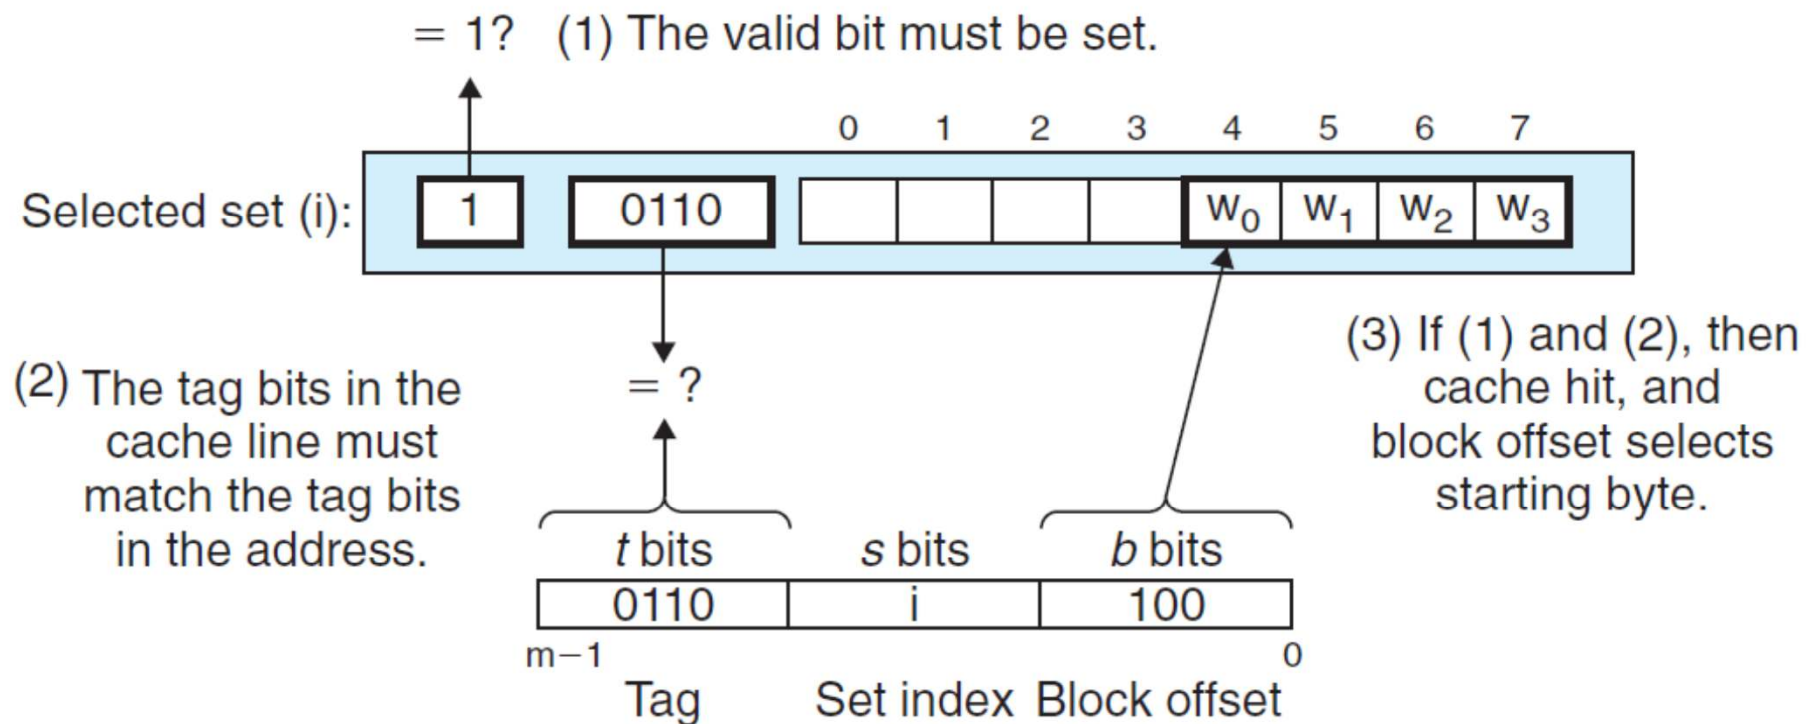 = 1? (1) The valid bit must be set.
0 1 2 3 4 5 6 7
Selected set (i): 1 0110 w0 w1 w2 w3
(2) The tag bits in the
cache line must
match the tag bits
in the address.
= ?
(3) If (1) and (2), then
cache hit, and
block offset selects
starting byte.
t bits s bits b bits
0110 i 100
m−1 0
Tag Set index Block offset